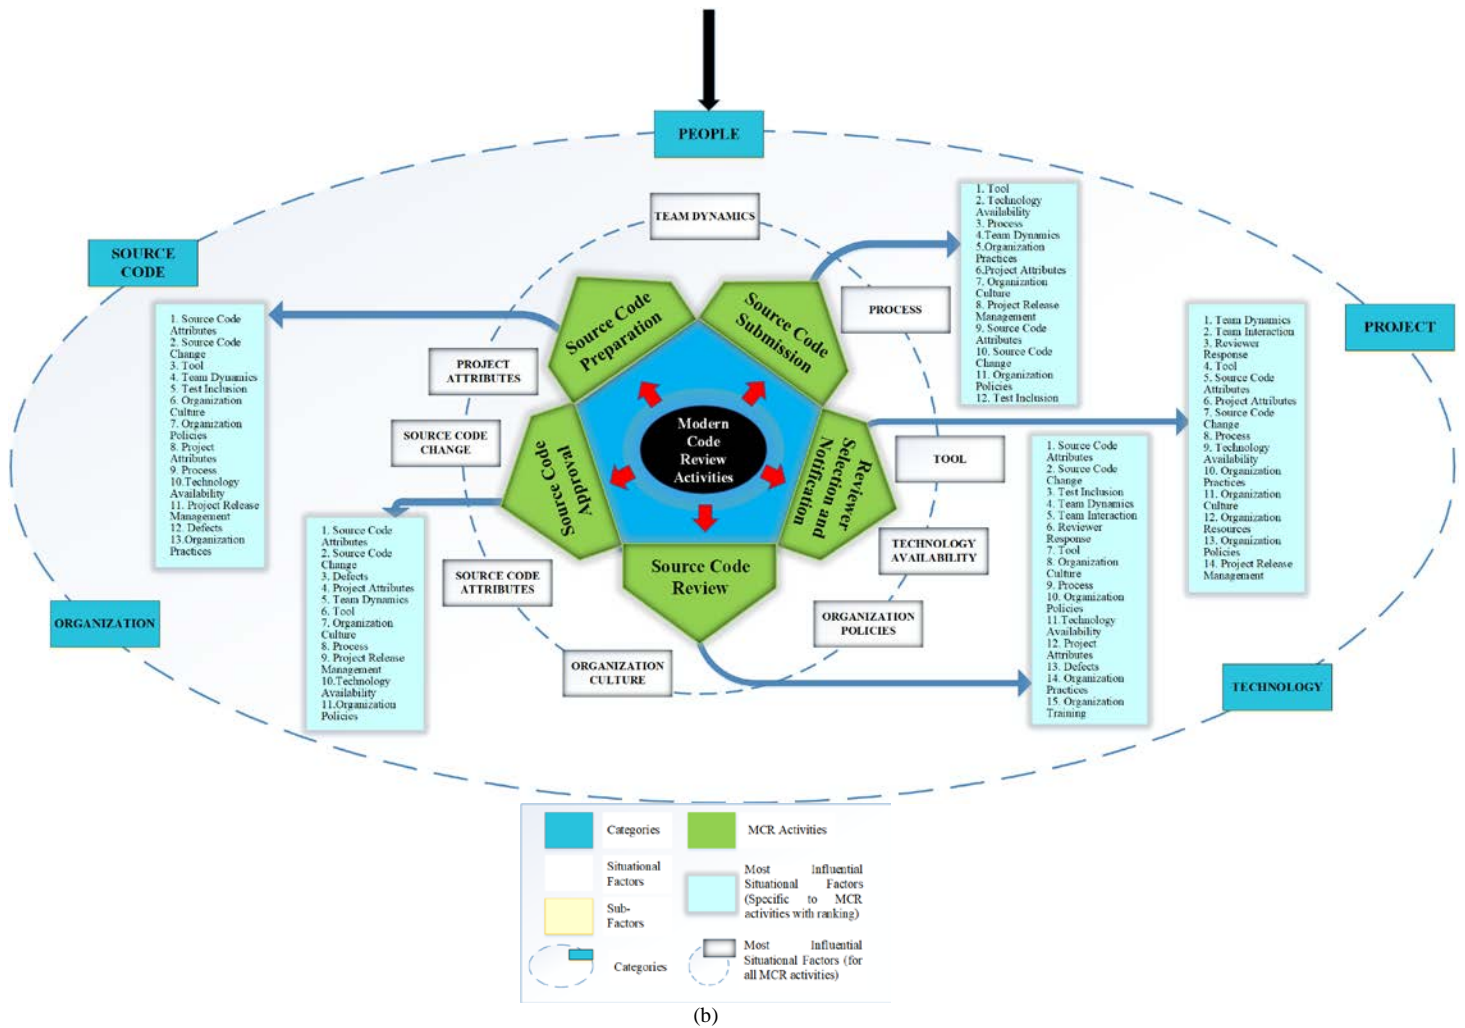 PEOPLE
TEAM DYNAMICS
SOURCE
CODE
1. Tool
2. Technology
Availability
3. Process
4.Team Dynamics
5.Organization
Practices
6.Project Attributes
7. Organization
Culture
8. Project Release
Management
9. Source Code
Attributes
10. Source Code
Change
11. Organization
Policies
12. Test Inclusion
PROCESS
PROJECT
Source Code
Preparation
Source Code
Submission
1. Source Code
Attributes
2. Source Code
Change
3. Tool
4. Team Dynamics
5. Test Inclusion
6. Organization
Culture
7. Organization
Policies
8. Project
Attributes
9. Process
10.Technology
Availability
11. Project Release
Management
12. Defects
13.Organization
Practices
1. Team Dynamics
2. Team Interaction
3. Reviewer
Response
4. Tool
5. Source Code
Attributes
6. Project Attributes
7. Source Code
Change
8. Process
9. Technology
Availability
10. Organization
Practices
11. Organization
Culture
12. Organization
Resources
13. Organization
Policies
14. Project Release
Management
PROJECT
ATTRIBUTES
SOURCE CODE
CHANGE
Modern
Code
Review
Activities
Source Code
Approval
Reviewer
Selection and
Notification
TOOL
1. Source Code
Attributes
2. Source Code
Change
3. Test Inclusion
4. Team Dynamics
5. Team Interaction
6. Reviewer
Response
7. Tool
8. Organization
Culture
9. Process
10. Organization
Policies
11.Technology
Availability
12. Project
Attributes
13. Defects
14. Organization
Practices
15. Organization
Training
1. Source Code
Attributes
2. Source Code
Change
3. Defects
4. Project Attributes
5. Team Dynamics
6. Tool
7. Organization
Culture
8. Process
9. Project Release
Management
10.Technology
Availability
11.Organization
Policies
TECHNOLOGY
AVAILABILITY
SOURCE CODE
ATTRIBUTES
Source Code
Review
ORGANIZATION
ORGANIZATION
POLICIES
ORGANIZATION
CULTURE
TECHNOLOGY
Categories
MCR Activities
Situational
Factors
Most Influential
Situational Factors
(Specific to MCR
activities with ranking)
Sub-
Factors
Categories
Most Influential
Situational Factors (for
all MCR activities)
(b)